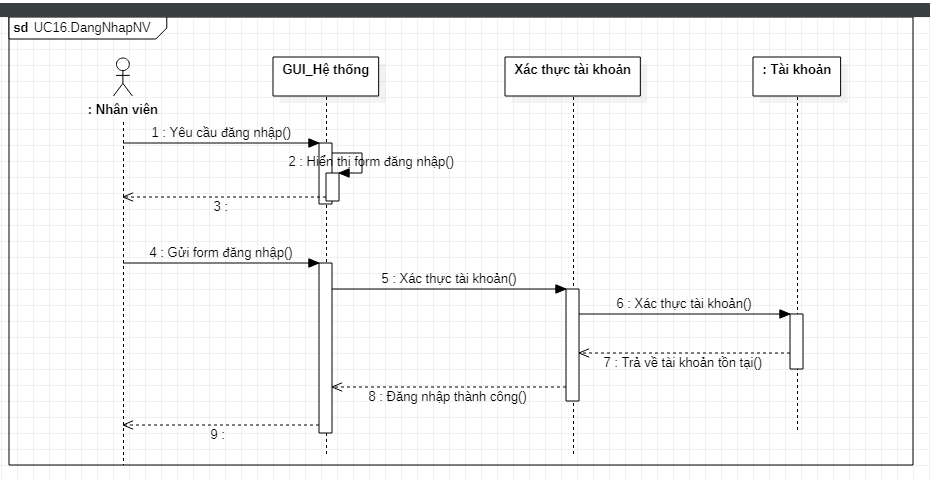 sd UC16.DangNhapNV
GUI_Hệ thống
Xác thực tài khoản
: Tài khoản
: Nhân viên
1 : Yêu cầu đăng nhập()
2 : Hiển thị form đăng nhập()
3 :
4 : Gửi form đăng nhập()
5 : Xác thực tài khoản()
6 : Xác thực tài khoản()
7 : Trả về tài khoản tồn tại()
8 : Đăng nhập thành công()
9 :